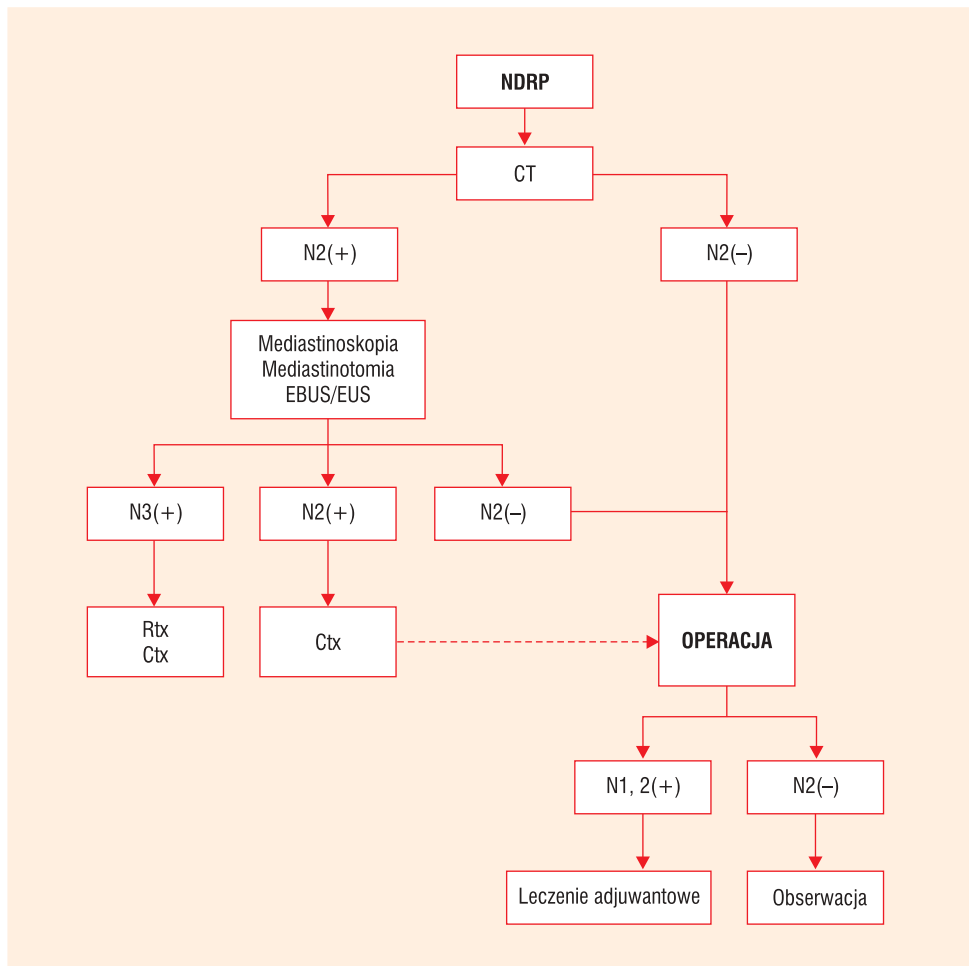 NDRP
CT
N2(+)
N2(–)
Mediastinoskopia
Mediastinotomia
EBUS/EUS
N3(+)
N2(+)
N2(–)
Rtx
Ctx
Ctx
OPERACJA
N1, 2(+)
N2(–)
Leczenie adjuwantowe
Obserwacja